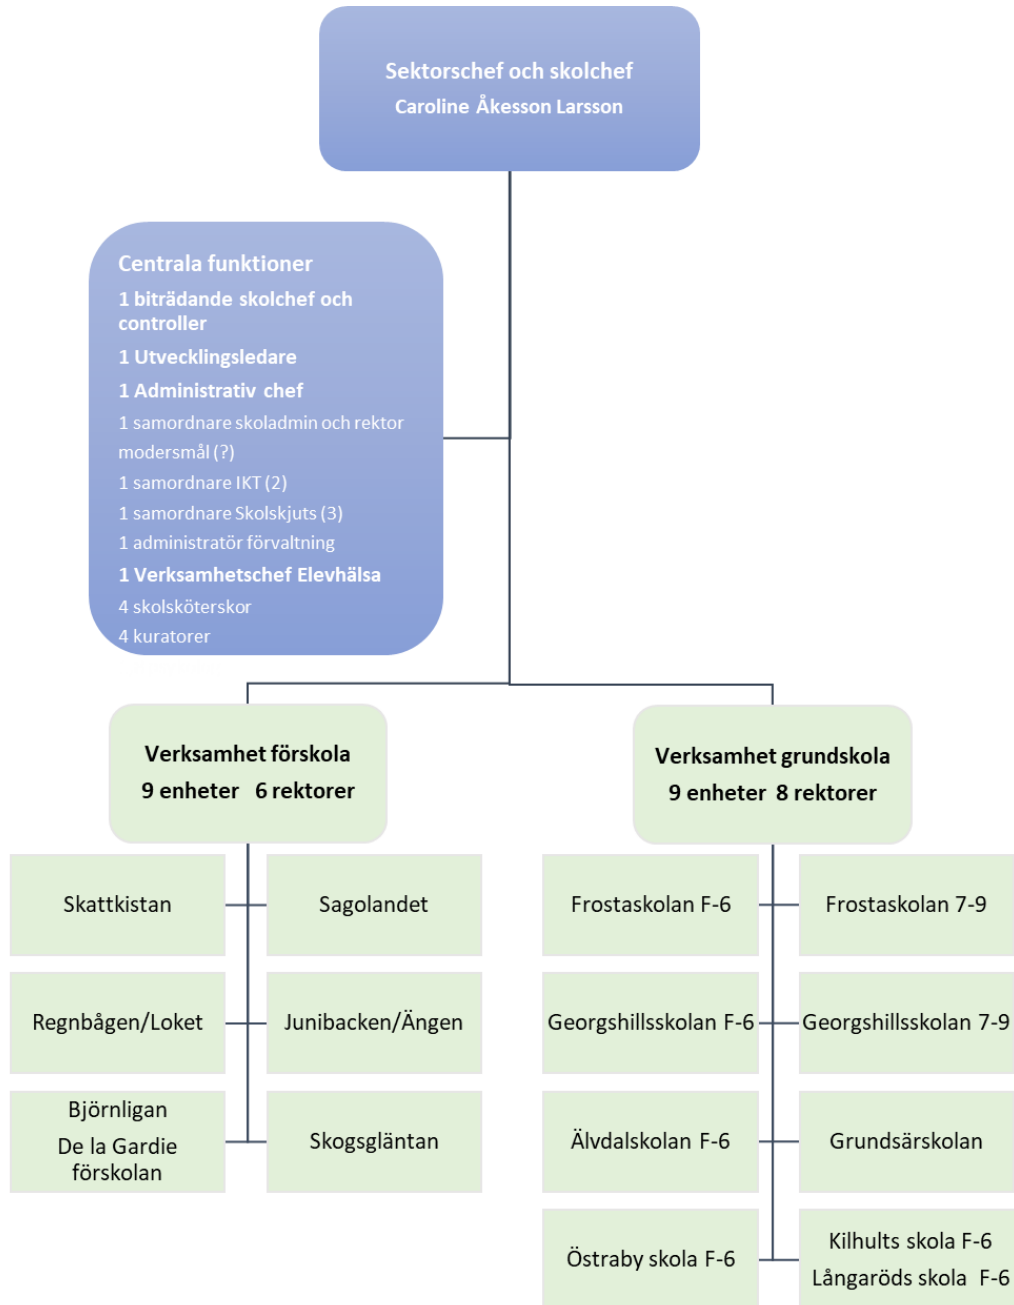 Sektorschef och skolchef
Caroline Åkesson Larsson
Centrala funktioner
1 biträdande skolchef och
controller
1 Utvecklingsledare
1 Administrativ chef
1 samordnare skoladmin och rektor
modersmål (?)
1 samordnare IKT (2)
1 samordnare Skolskjuts (3)
1 administratör förvaltning
1 Verksamhetschef Elevhälsa
4 skolsköterskor
4 kuratorer
Verksamhet förskola
9 enheter 6 rektorer
Verksamhet grundskola
9 enheter 8 rektorer
Skattkistan
Sagolandet
Regnbågen/Loket
Junibacken/Ängen
Björnligan
De la Gardie
förskolan
Skogsgläntan
Frostaskolan F-6
Frostaskolan 7-9
Georgshillsskolan F-6
Georgshillsskolan 7-9
Älvdalskolan F-6
Grundsärskolan
Östraby skola F-6
Kilhults skola F-6
Långaröds skola F-6